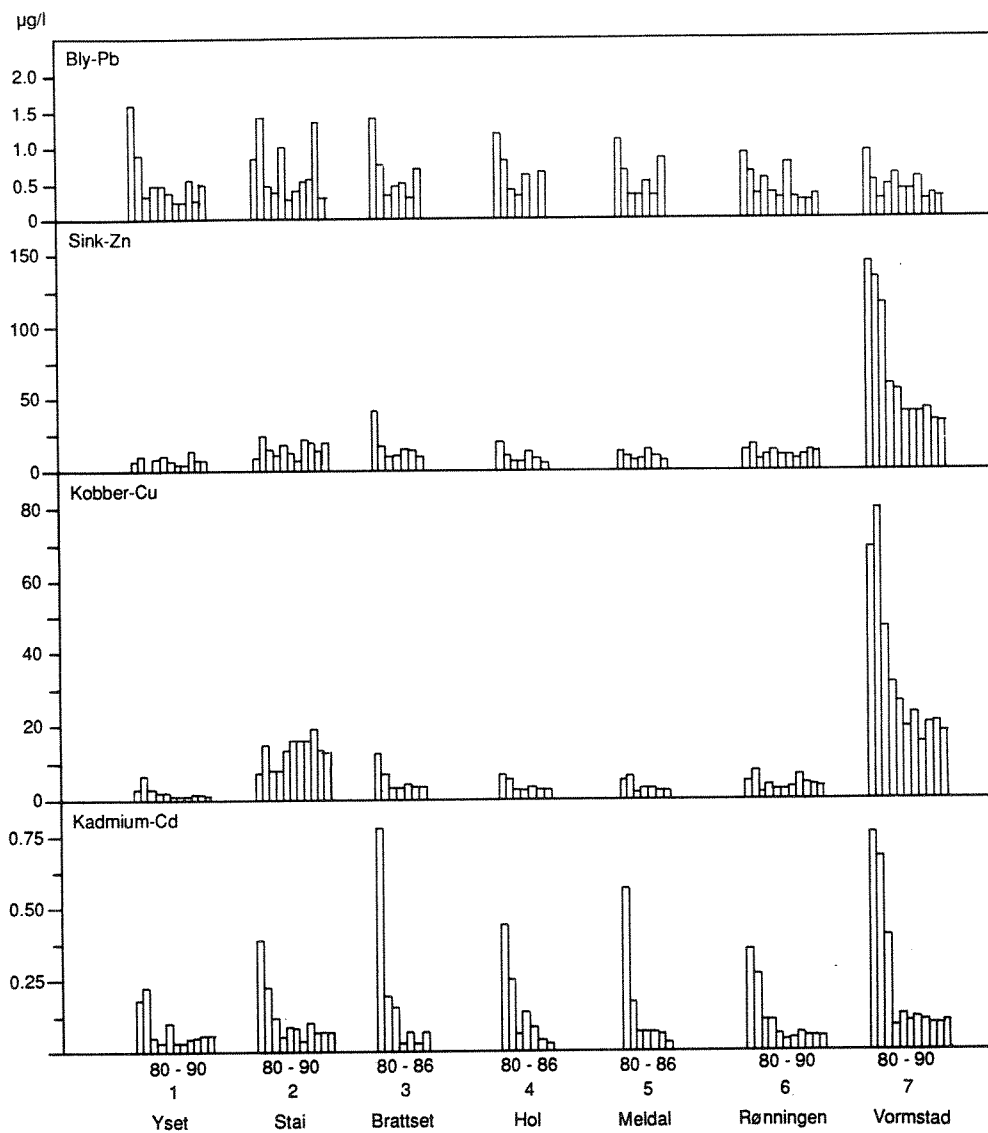 µg/l
Bly-Pb
2.0
1.5
1.0
0.5
0
Sink-Zn
150
100
50
0
Kobber-Cu
80
60
40
20
0
Kadmium-Cd
0.75
0.50
0.25
80 - 90 80 - 90 80 - 86 80 - 86 80 - 86 80 - 90 80 - 90
1 2 3 4 5 6 7
Yset Stai Brattset Hol Meldal Rønningen Vormstad